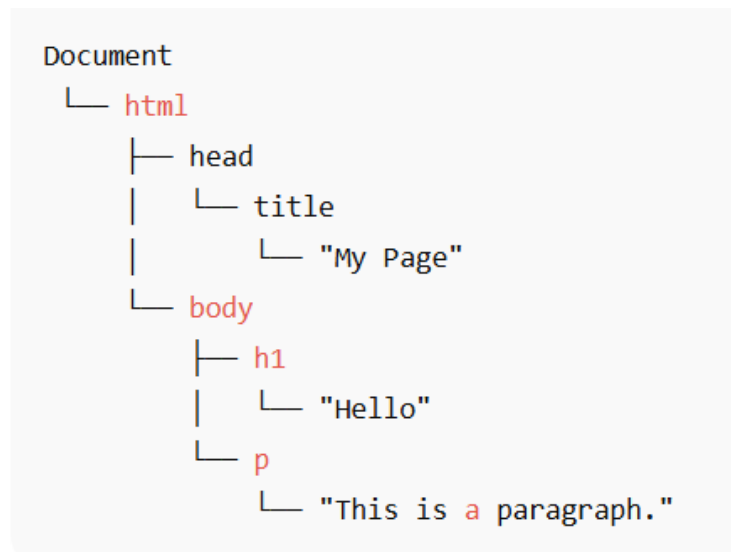 Document
└── html
    ├── head
    │   └── title
    │       └── "My Page"
    └── body
        ├── h1
        │   └── "Hello"
        └── p
            └── "This is a paragraph."